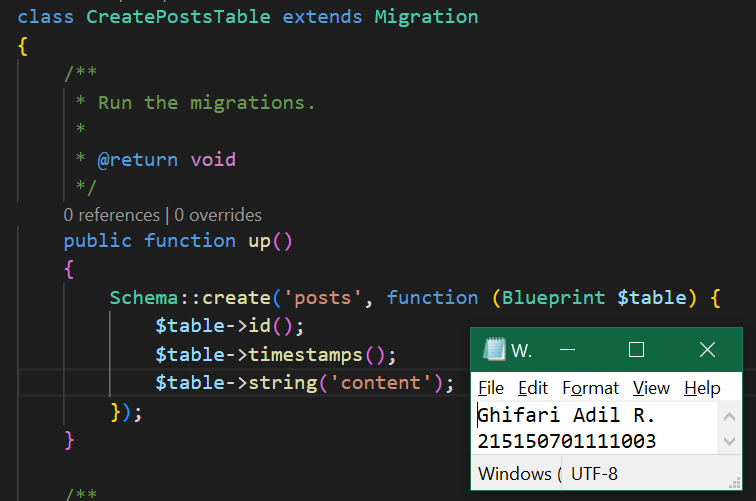 class CreatePostsTable extends Migration
{
/**
* Run the migrations.
*
* @return void
*/
0 references | 0 overrides
public function up()
{
Schema::create('posts', function (Blueprint $table) {
$table->id();
$table->timestamps();
$table->string('content');
});
}
/**
W.
File Edit Format View Help
Ghifari Adil R.
215150701111003
Windows ( UTF-8